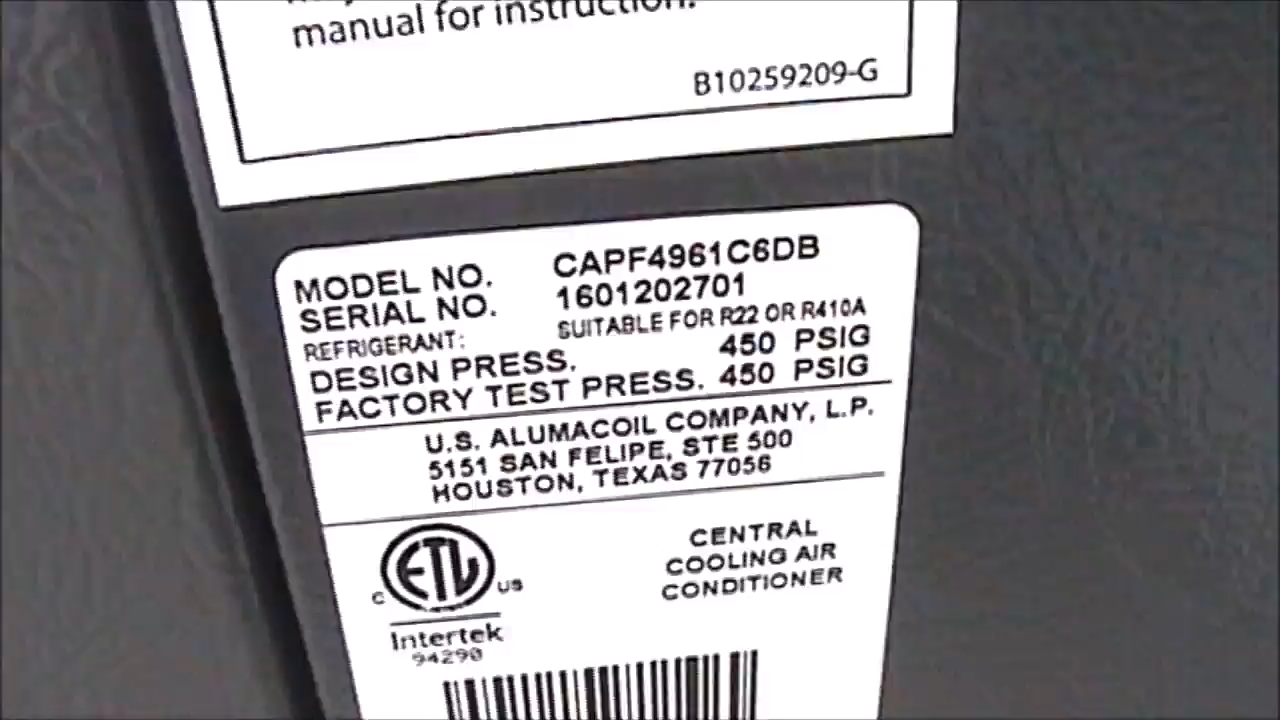 manual for instruction.
B10259209-G
MODEL NO. CAPF4961C6DB
SERIAL NO. 1601202701
REFRIGERANT: SUITABLE FOR R22 OR R410A
DESIGN PRESS. 450 PSIG
FACTORY TEST PRESS. 450 PSIG
U.S. ALUMACOIL COMPANY, L.P.
5151 SAN FELIPE, STE 500
HOUSTON, TEXAS 77056
CENTRAL
COOLING AIR
CONDITIONER
C ETL US
Intertek
94290